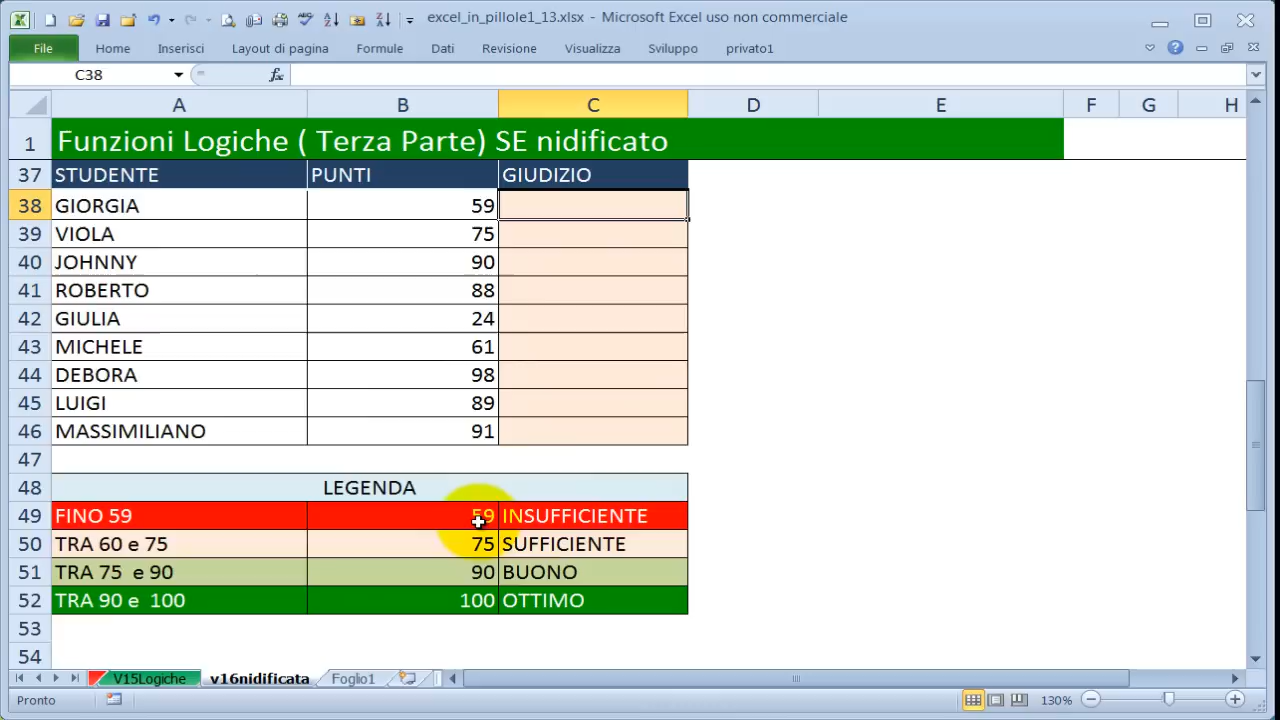 excel_in_pillole1_13.xlsx - Microsoft Excel uso non commerciale
File Home Inserisci Layout di pagina Formule Dati Revisione Visualizza Sviluppo privato1
C38 fx
A B C D E F G H
1 Funzioni Logiche ( Terza Parte) SE nidificato
37 STUDENTE PUNTI GIUDIZIO
38 GIORGIA 59
39 VIOLA 75
40 JOHNNY 90
41 ROBERTO 88
42 GIULIA 24
43 MICHELE 61
44 DEBORA 98
45 LUIGI 89
46 MASSIMILIANO 91
47
48 LEGENDA
49 FINO 59 59 INSUFFICIENTE
50 TRA 60 e 75 75 SUFFICIENTE
51 TRA 75 e 90 90 BUONO
52 TRA 90 e 100 100 OTTIMO
53
54
V15Logiche v16nidificata Foglio1
Pronto 130%